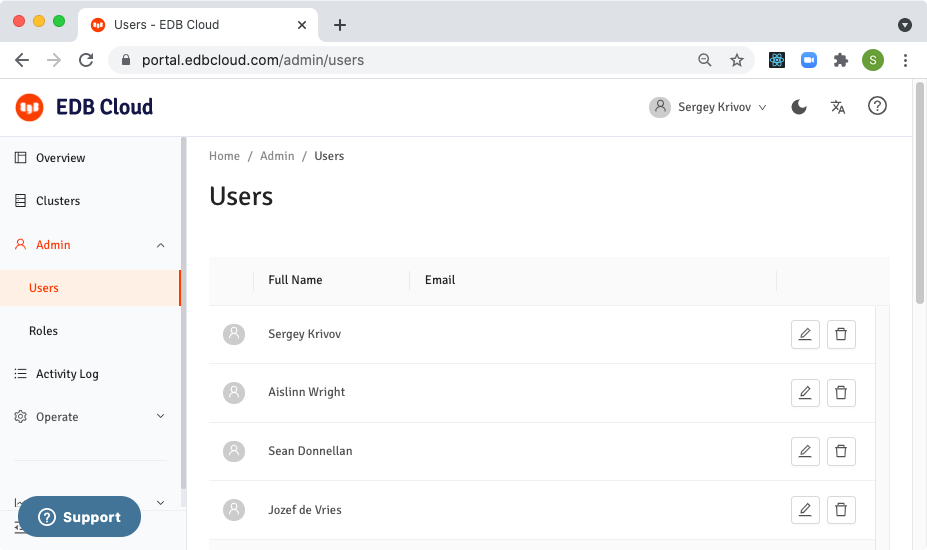 Users - EDB Cloud
portal.edbcloud.com/admin/users
S
EDB Cloud
Sergey Krivov
Overview
Clusters
Admin
Users
Roles
Activity Log
Operate
Support
Home / Admin / Users
Users
Full Name Email
Sergey Krivov
Aislinn Wright
Sean Donnellan
Jozef de Vries